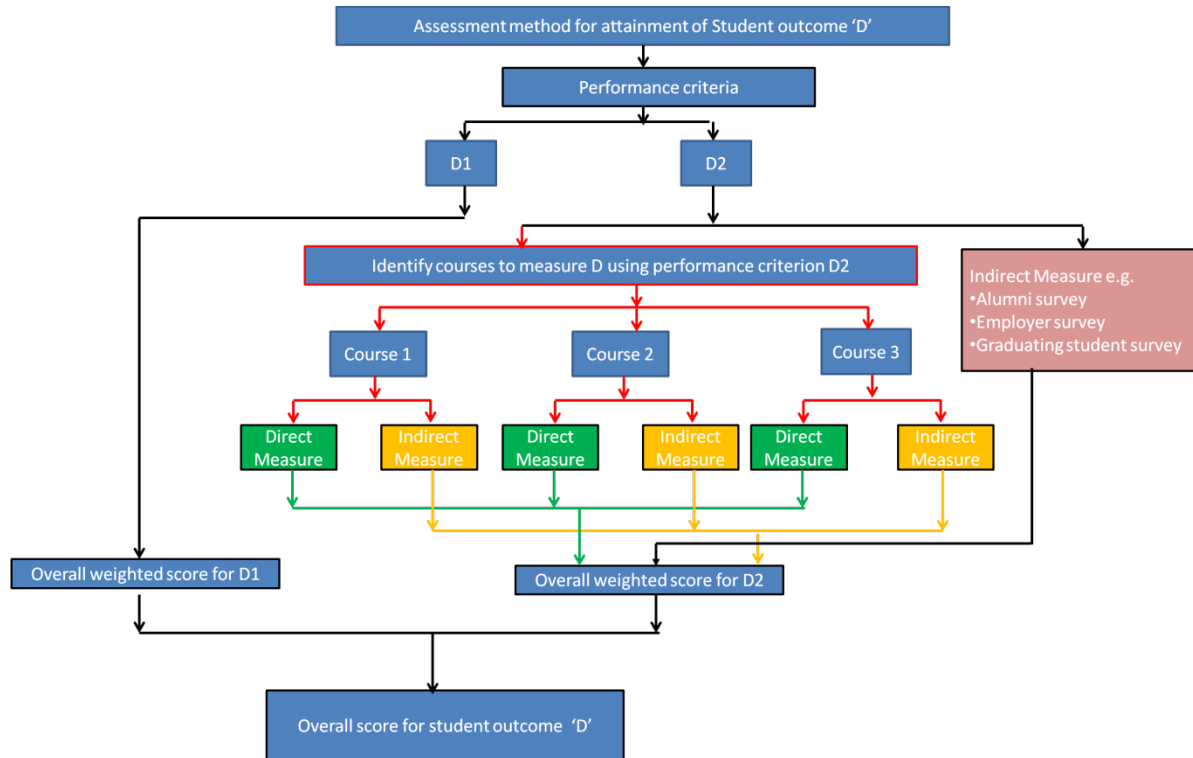 Assessment method for attainment of Student outcome ‘D’
Performance criteria
D1
D2
Identify courses to measure D using performance criterion D2
Indirect Measure e.g.
•Alumni survey
•Employer survey
•Graduating student survey
Course 1
Course 2
Course 3
Direct
Measure
Indirect
Measure
Direct
Measure
Indirect
Measure
Direct
Measure
Indirect
Measure
Overall weighted score for D1
Overall weighted score for D2
Overall score for student outcome ‘D’